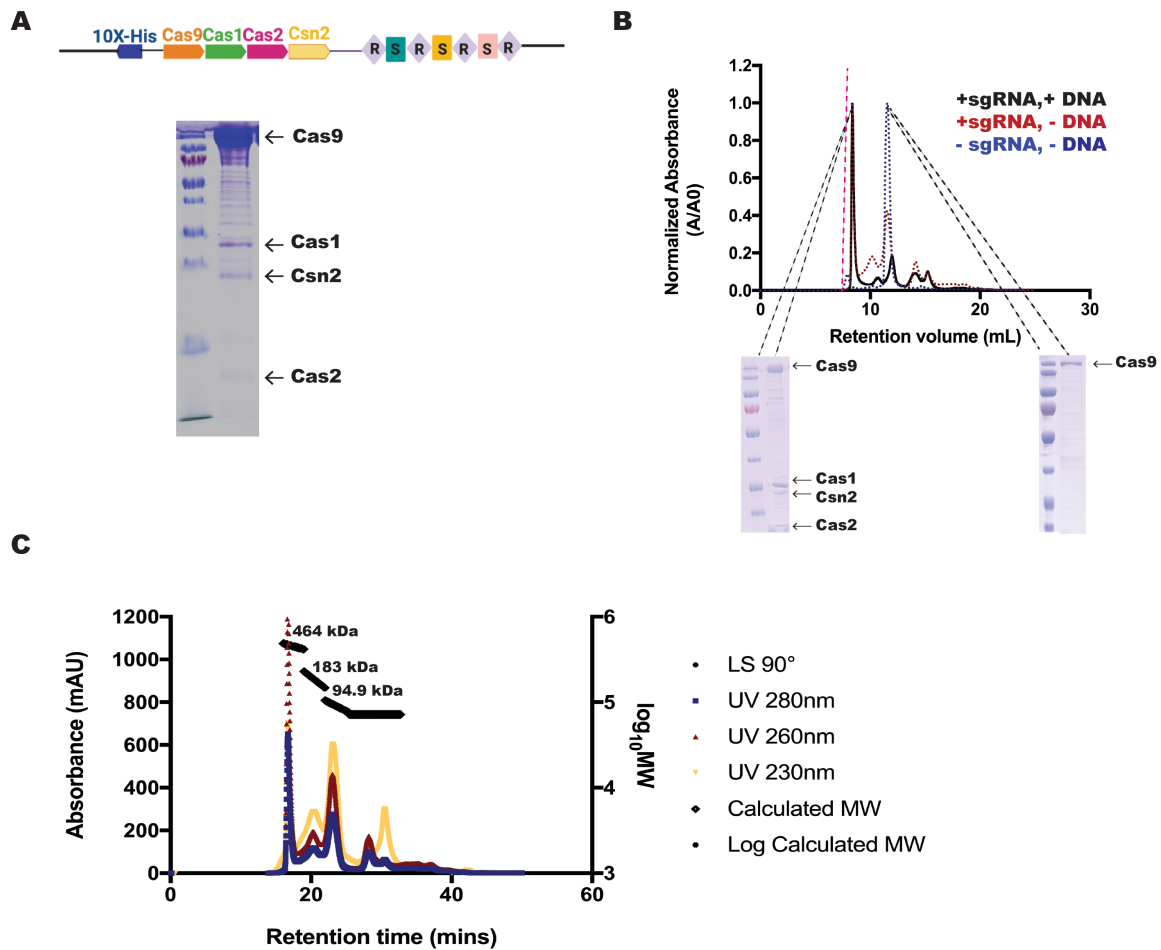 A
10X-His Cas9 Cas1 Cas2 Csn2
R S R S R S R
← Cas9
← Cas1
← Csn2
← Cas2
B
Normalized Absorbance
(A/A0)
1.2
1.0
0.8
0.6
0.4
0.2
0.0
0 10 20 30
Retention volume (mL)
+sgRNA,+ DNA
+sgRNA, - DNA
- sgRNA, - DNA
← Cas9
← Cas1
← Csn2
← Cas2
← Cas9
C
Absorbance (mAU)
1200
1000
800
600
400
200
0
0 20 40 60
Retention time (mins)
6
5
4
3
log10MW
464 kDa
183 kDa
94.9 kDa
LS 90°
UV 280nm
UV 260nm
UV 230nm
Calculated MW
Log Calculated MW